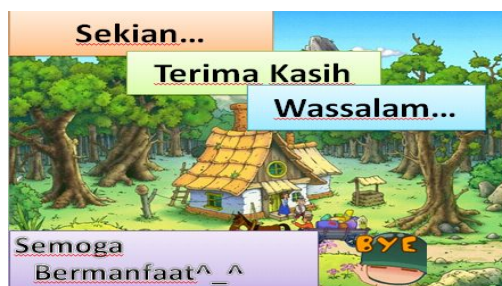 Sekian...
Terima Kasih
Wassalam...
Semoga
Bermanfaat^_^
BYE